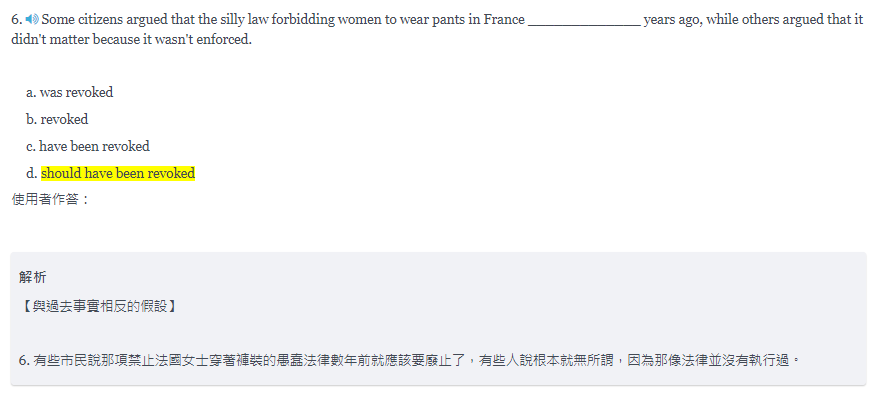 6. Some citizens argued that the silly law forbidding women to wear pants in France ________________ years ago, while others argued that it
didn't matter because it wasn't enforced.
a. was revoked
b. revoked
c. have been revoked
d. should have been revoked
使用者作答：
解析
【與過去事實相反的假設】
6. 有些市民說那項禁止法國女士穿著褲裝的愚蠢法律數年前就應該要廢止了，有些人說根本就無所謂，因為那像法律並沒有執行過。